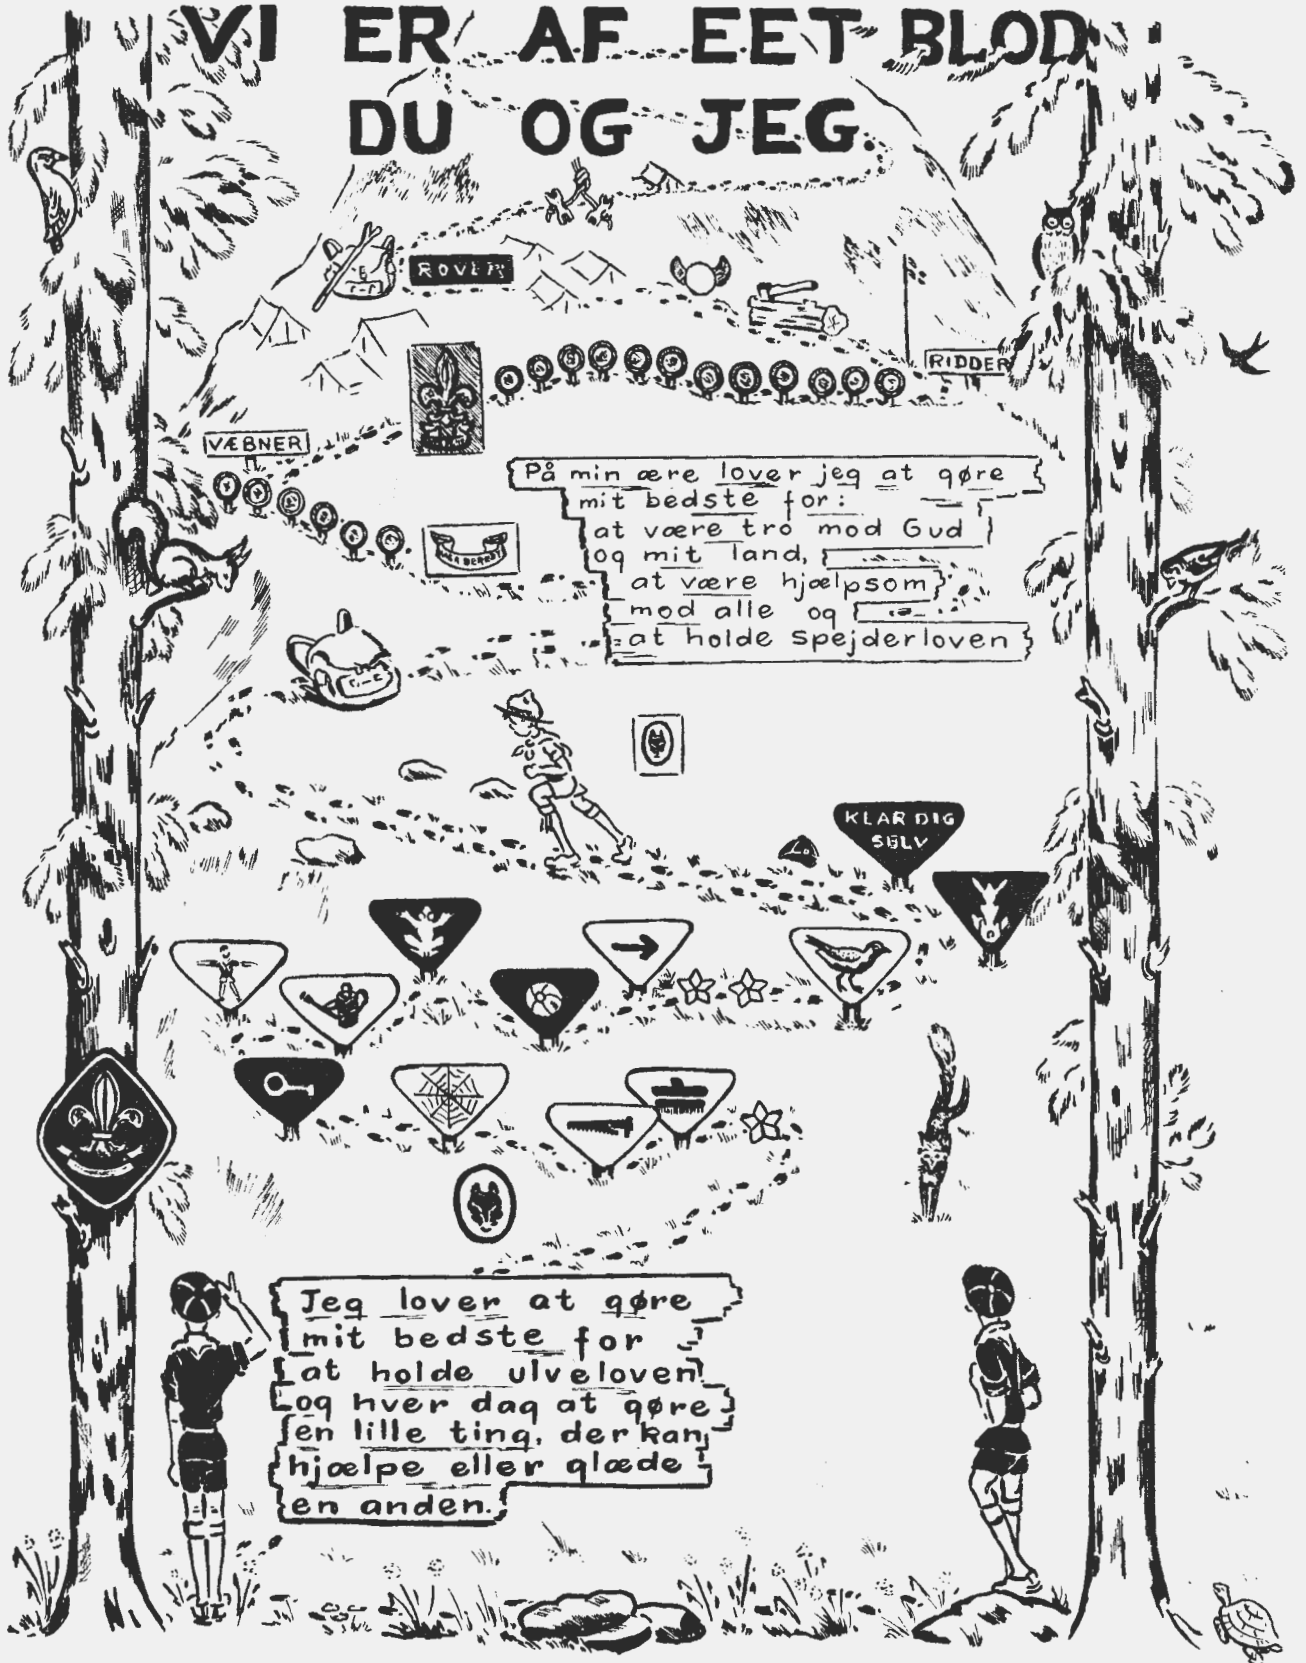 VI ER AF EET BLOD
DU OG JEG.
ROVER
RIDDER
VÆBNER
På min ære lover jeg at gøre
mit bedste for:
at være tro mod Gud
og mit land,
at være hjælpsom
mod alle og
at holde spejderloven
KLAR DIG
SELV
Jeg lover at gøre
mit bedste for
at holde ulveloven
og hver dag at gøre
en lille ting, der kan
hjælpe eller glæde
en anden.